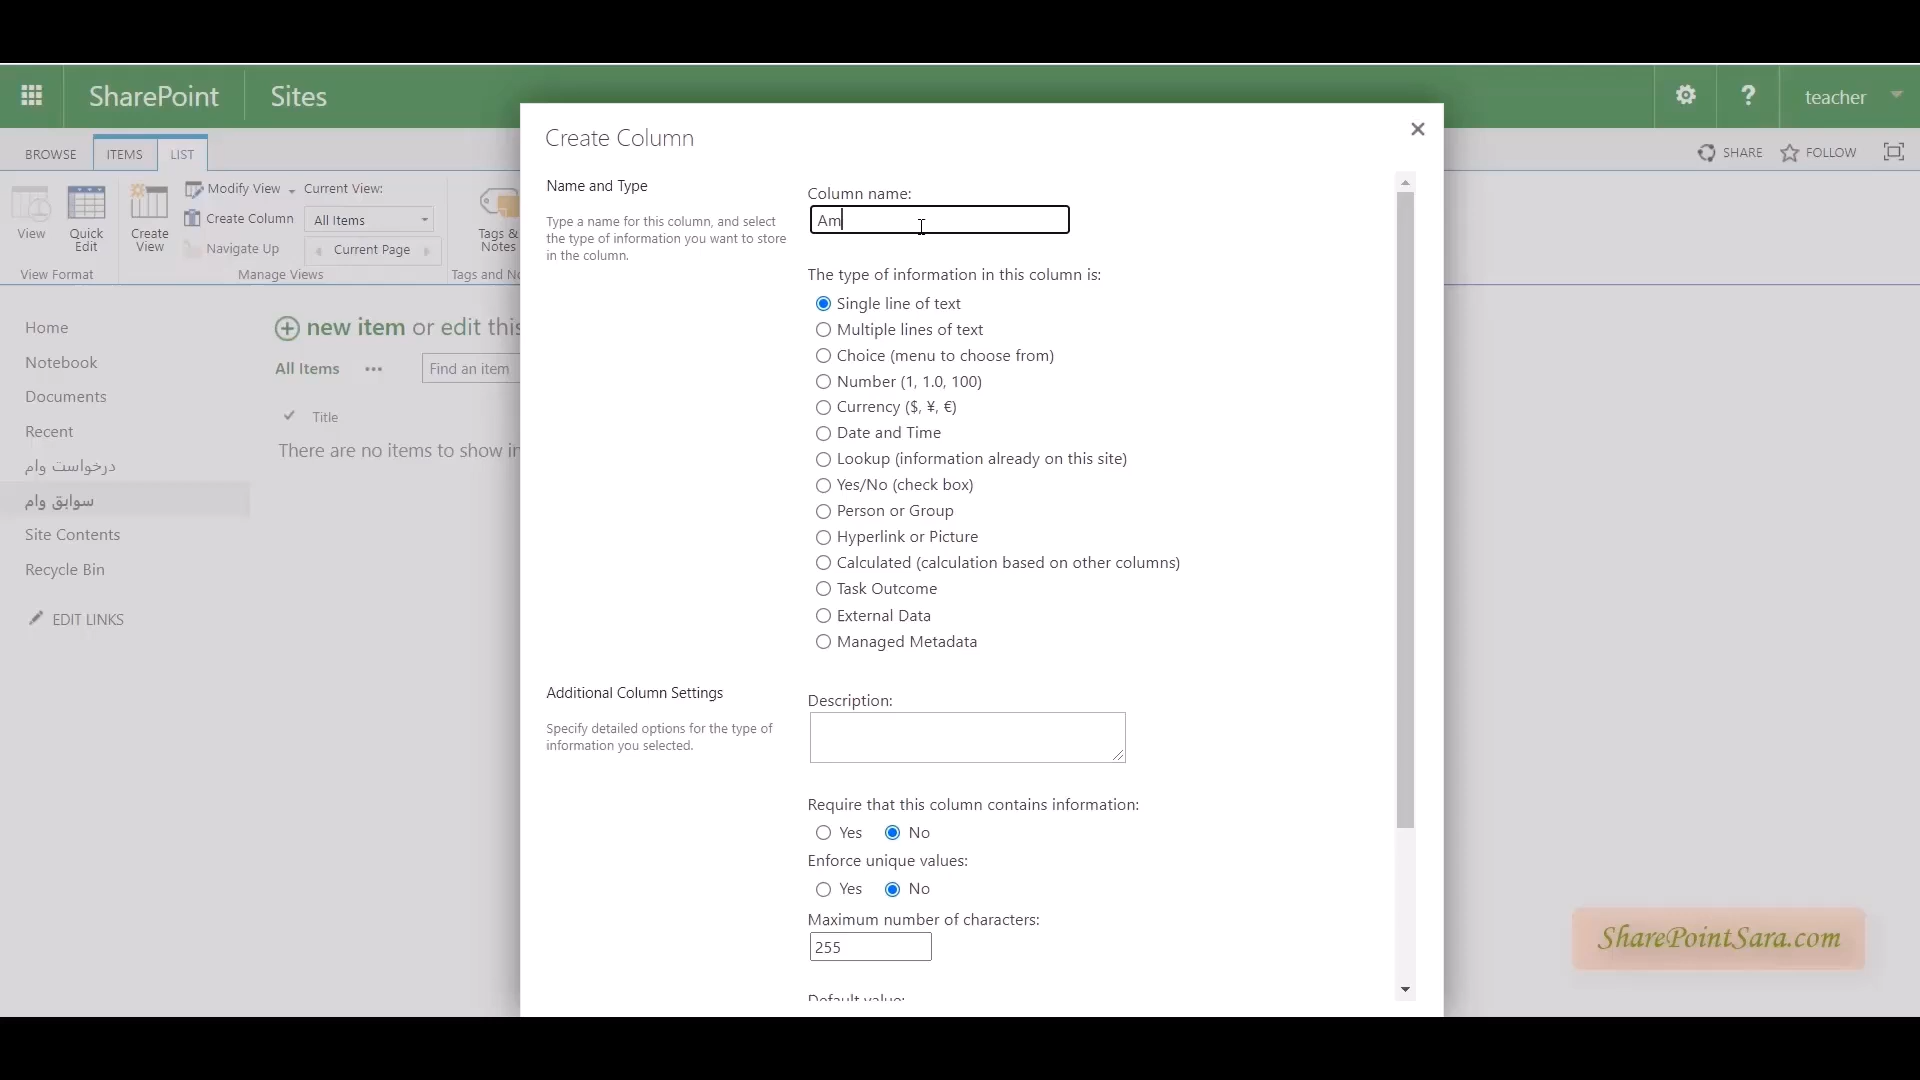 SharePoint
Sites
?
teacher
BROWSE
ITEMS
LIST
SHARE
FOLLOW
View
Quick
Edit
View Format
Create
View
Modify View
Create Column
Navigate Up
Current View:
All Items
Current Page
Manage Views
Tags &
Notes
Tags and No
Home
Notebook
Documents
Recent
درخواست وام
سوابق وام
Site Contents
Recycle Bin
EDIT LINKS
new item or edit this
All Items
...
Find an item
Title
There are no items to show in
Create Column
Name and Type
Type a name for this column, and select
the type of information you want to store
in the column.
Column name:
Am
The type of information in this column is:
Single line of text
Multiple lines of text
Choice (menu to choose from)
Number (1, 1.0, 100)
Currency ($, ¥, €)
Date and Time
Lookup (information already on this site)
Yes/No (check box)
Person or Group
Hyperlink or Picture
Calculated (calculation based on other columns)
Task Outcome
External Data
Managed Metadata
Additional Column Settings
Specify detailed options for the type of
information you selected.
Description:
Require that this column contains information:
Yes No
Enforce unique values:
Yes No
Maximum number of characters:
255
Default value:
SharePointSara.com